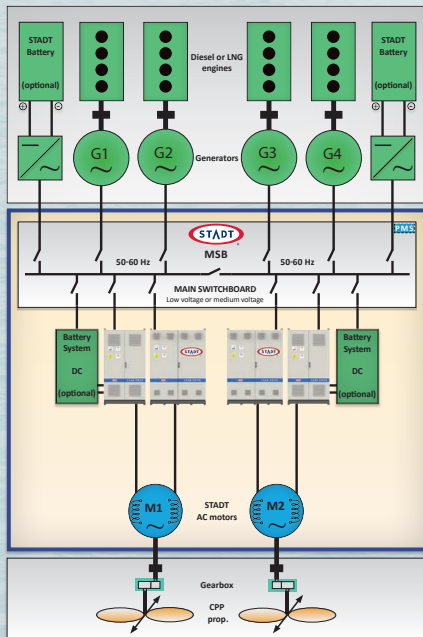 STADT
Battery
(optional)
Diesel or LNG
engines
STADT
Battery
(optional)
G1
G2
Generators
G3
G4
STADT
MSB
PMS
50-60 Hz
50-60 Hz
MAIN SWITCHBOARD
Low voltage or medium voltage
Battery
System
DC
(optional)
STADT
STADT
Battery
System
DC
(optional)
M1
STADT
AC motors
M2
Gearbox
CPP
prop.